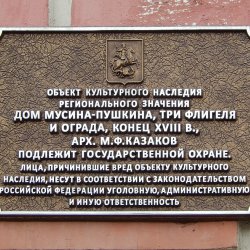 ОБЪЕКТ КУЛЬТУРНОГО НАСЛЕДИЯ
РЕГИОНАЛЬНОГО ЗНАЧЕНИЯ
ДОМ МУСИНА-ПУШКИНА, ТРИ ФЛИГЕЛЯ
И ОГРАДА, КОНЕЦ XVIII В.,
АРХ. М.Ф.КАЗАКОВ
ПОДЛЕЖИТ ГОСУДАРСТВЕННОЙ ОХРАНЕ.
ЛИЦА, ПРИЧИНИВШИЕ ВРЕД ОБЪЕКТУ КУЛЬТУРНОГО
НАСЛЕДИЯ, НЕСУТ В СООТВЕТСТВИИ С ЗАКОНОДАТЕЛЬСТВОМ
РОССИЙСКОЙ ФЕДЕРАЦИИ УГОЛОВНУЮ, АДМИНИСТРАТИВНУЮ
И ИНУЮ ОТВЕТСТВЕННОСТЬ